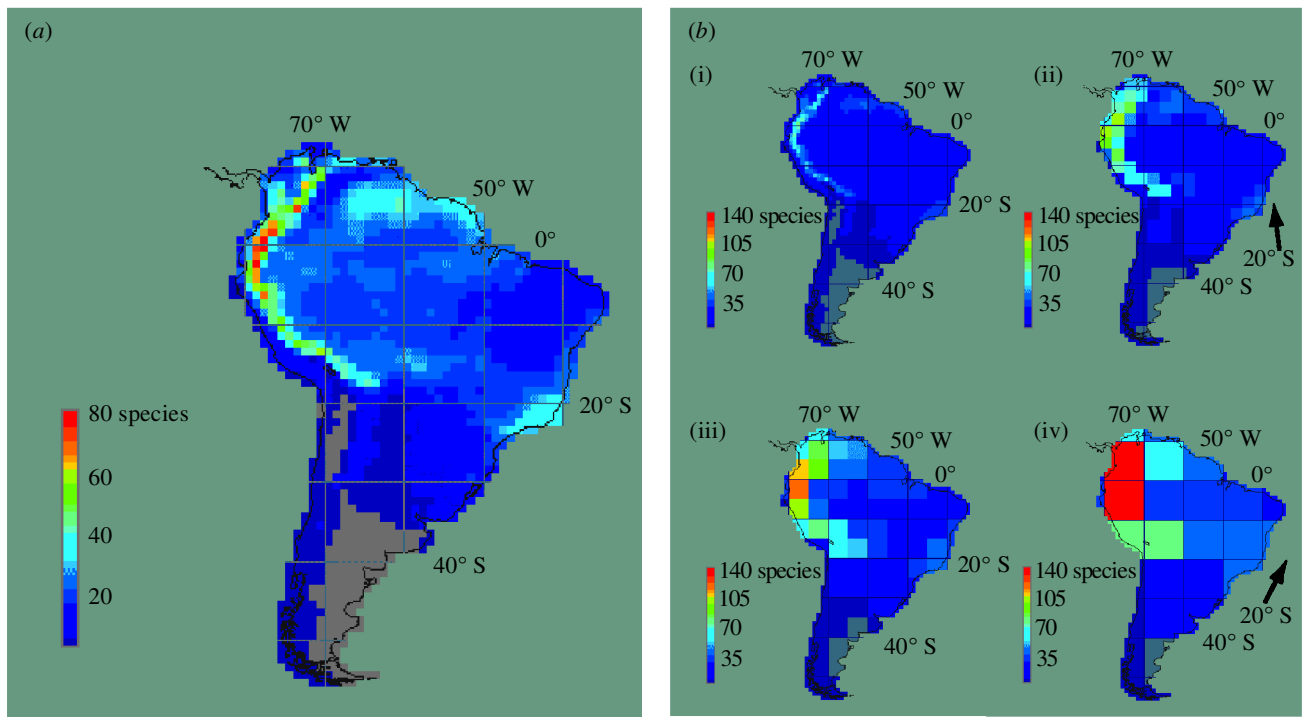 (a)
70° W
50° W
0°
20° S
40° S
80 species
60
40
20
(b)
(i)
70° W
50° W
0°
20° S
40° S
140 species
105
70
35
(ii)
70° W
50° W
0°
20° S
40° S
140 species
105
70
35
(iii)
70° W
50° W
0°
20° S
40° S
140 species
105
70
35
(iv)
70° W
50° W
0°
20° S
40° S
140 species
105
70
35